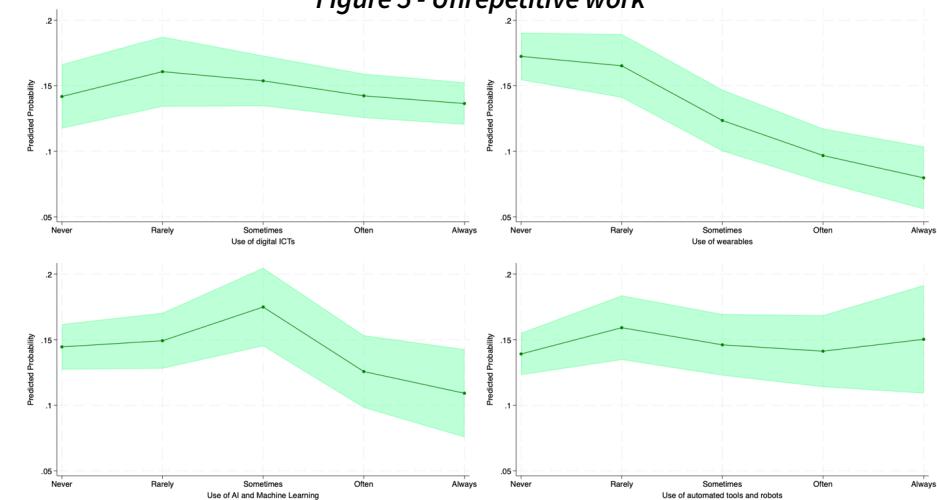 Figure 5 - Unrepetitive work
.2
.15
.1
.05
Predicted Probability
Never Rarely Sometimes Often Always
Use of digital ICTs
.2
.15
.1
.05
Predicted Probability
Never Rarely Sometimes Often Always
Use of wearables
.2
.15
.1
.05
Predicted Probability
Never Rarely Sometimes Often Always
Use of AI and Machine Learning
.2
.15
.1
.05
Predicted Probability
Never Rarely Sometimes Often Always
Use of automated tools and robots